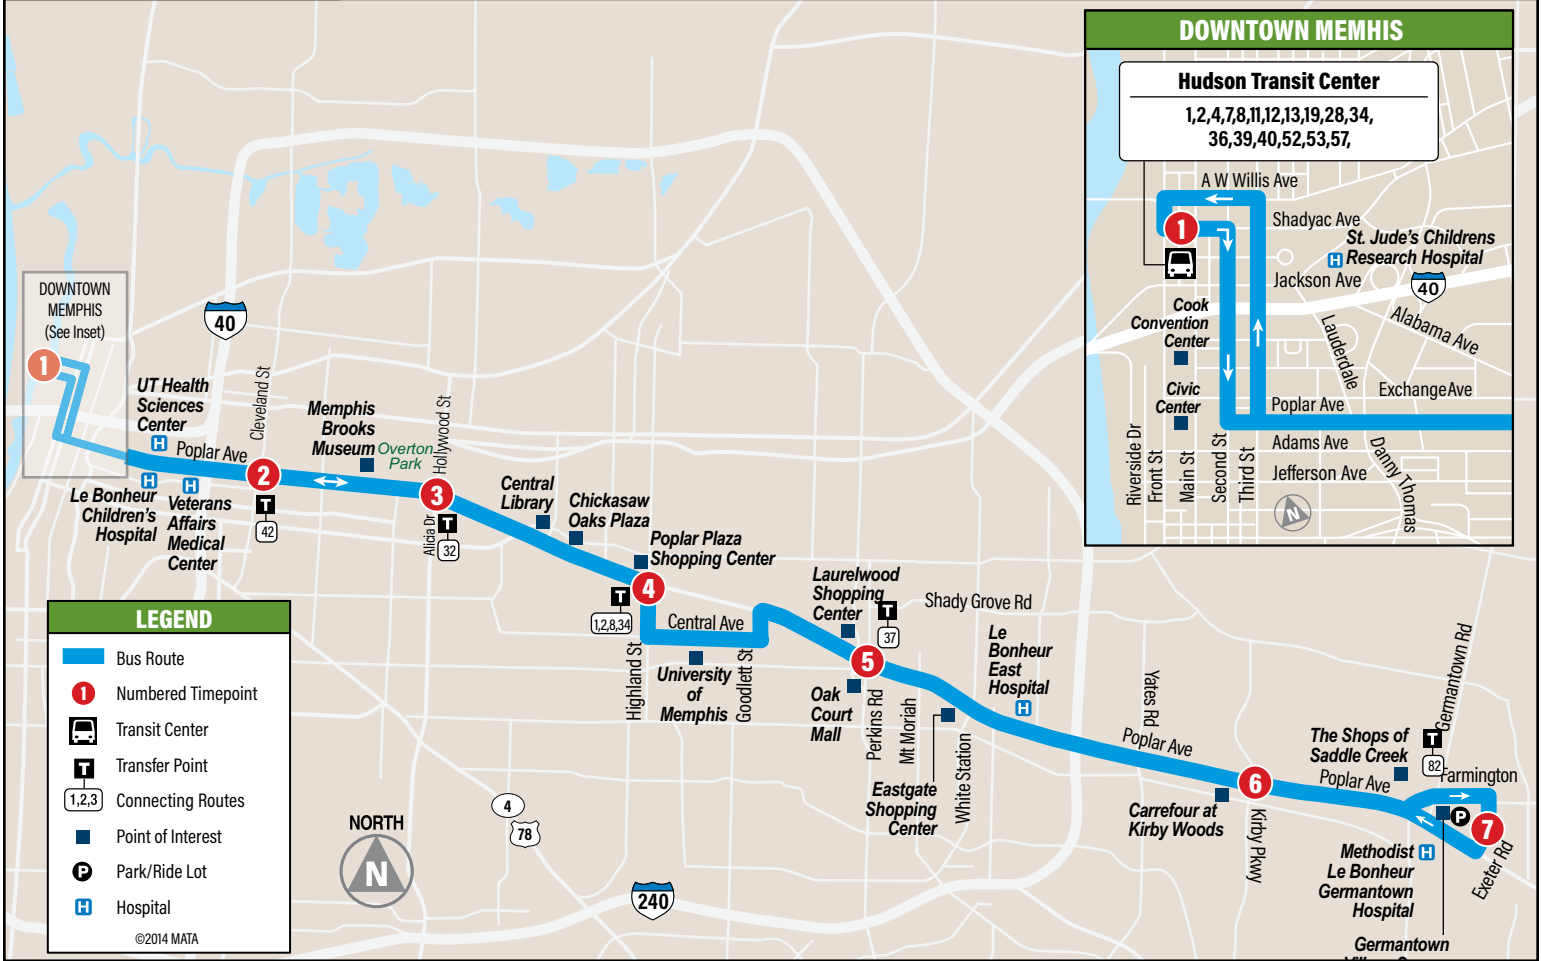 DOWNTOWN MEMHIS
Hudson Transit Center
1,2,4,7,8,11,12,13,19,28,34,
36,39,40,52,53,57,
A W Willis Ave
1
Shadyac Ave
St. Jude's Childrens
Research Hospital
H
Jackson Ave
40
Cook
Convention
Center
Lauderdale
Alabama Ave
Civic
Center
Exchange Ave
Poplar Ave
Adams Ave
Jefferson Ave
Danny Thomas
Riverside Dr
Front St
Main St
Second St
Third St
N
DOWNTOWN
MEMPHIS
(See Inset)
1
40
UT Health
Sciences
Center
H
Poplar Ave
Cleveland St
2
T
42
H
Le Bonheur
Children's
Hospital
H
Veterans
Affairs
Medical
Center
Memphis
Brooks
Museum
Overton
Park
Hollywood St
3
Alicia Dr
T
32
Central
Library
Chickasaw
Oaks Plaza
Poplar Plaza
Shopping Center
4
T
1,2,8,34
Central Ave
Highland St
University
of
Memphis
Goodlett St
Laurelwood
Shopping
Center
T
37
5
Oak
Court
Mall
Perkins Rd
Mt Moriah
Shady Grove Rd
Le
Bonheur
East
Hospital
H
Eastgate
Shopping
Center
White Station
Yates Rd
Poplar Ave
6
Carrefour at
Kirby Woods
Kirby Pkwy
The Shops of
Saddle Creek
Poplar Ave
Germantown Rd
T
82
Farmington
P
7
Exeter Rd
Methodist
Le Bonheur
Germantown
Hospital
H
Germantown
LEGEND
Bus Route
1 Numbered Timepoint
Transit Center
T Transfer Point
1,2,3 Connecting Routes
Point of Interest
P Park/Ride Lot
H Hospital
©2014 MATA
NORTH
N
4
78
240